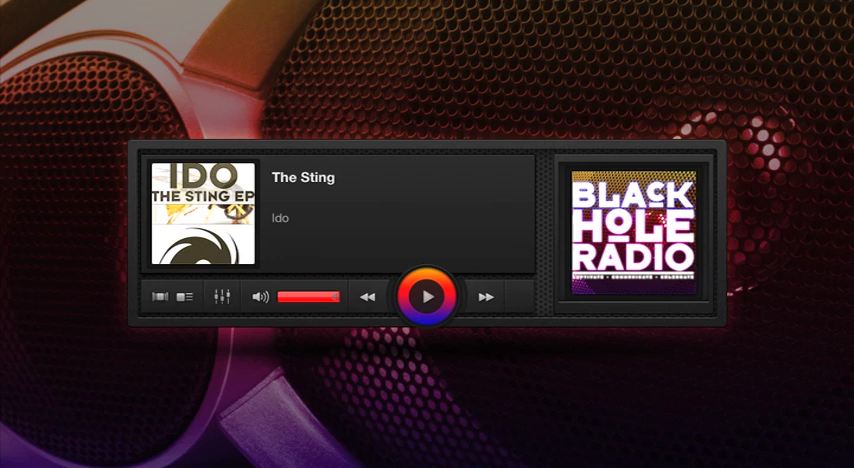 IDO
THE STING EP
The Sting
Ido
BLACK
HOLE
RADIO